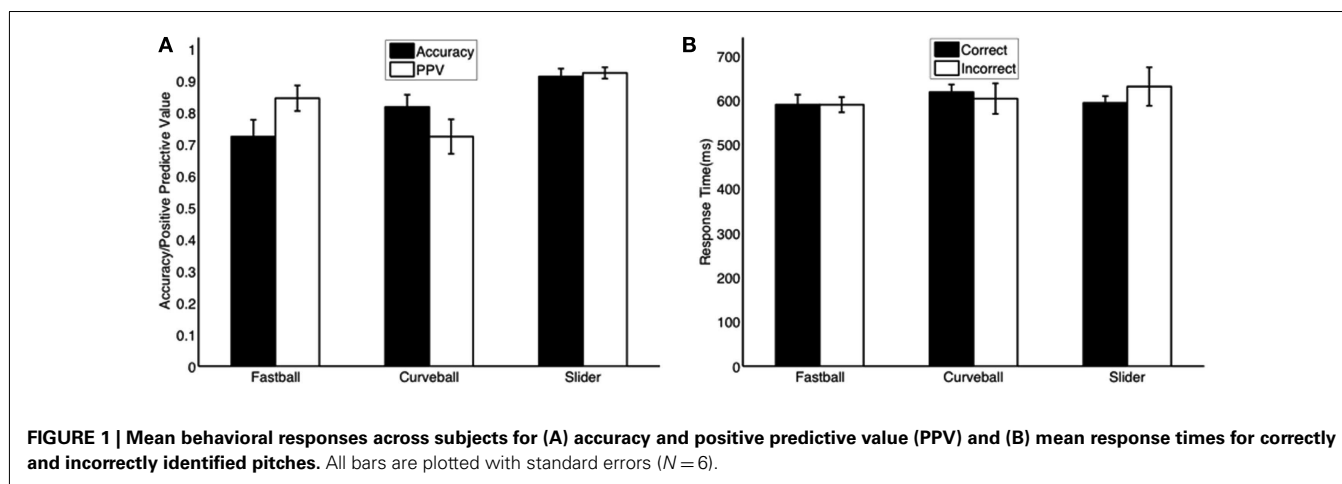 A
1
0.9
0.8
0.7
0.6
0.5
0.4
0.3
0.2
0.1
0
Accuracy/Positive Predictive Value
Accuracy
PPV
Fastball Curveball Slider
B
700
600
500
400
300
200
100
0
Response Time(ms)
Correct
Incorrect
Fastball Curveball Slider
FIGURE 1 | Mean behavioral responses across subjects for (A) accuracy and positive predictive value (PPV) and (B) mean response times for correctly
and incorrectly identified pitches. All bars are plotted with standard errors (N = 6).